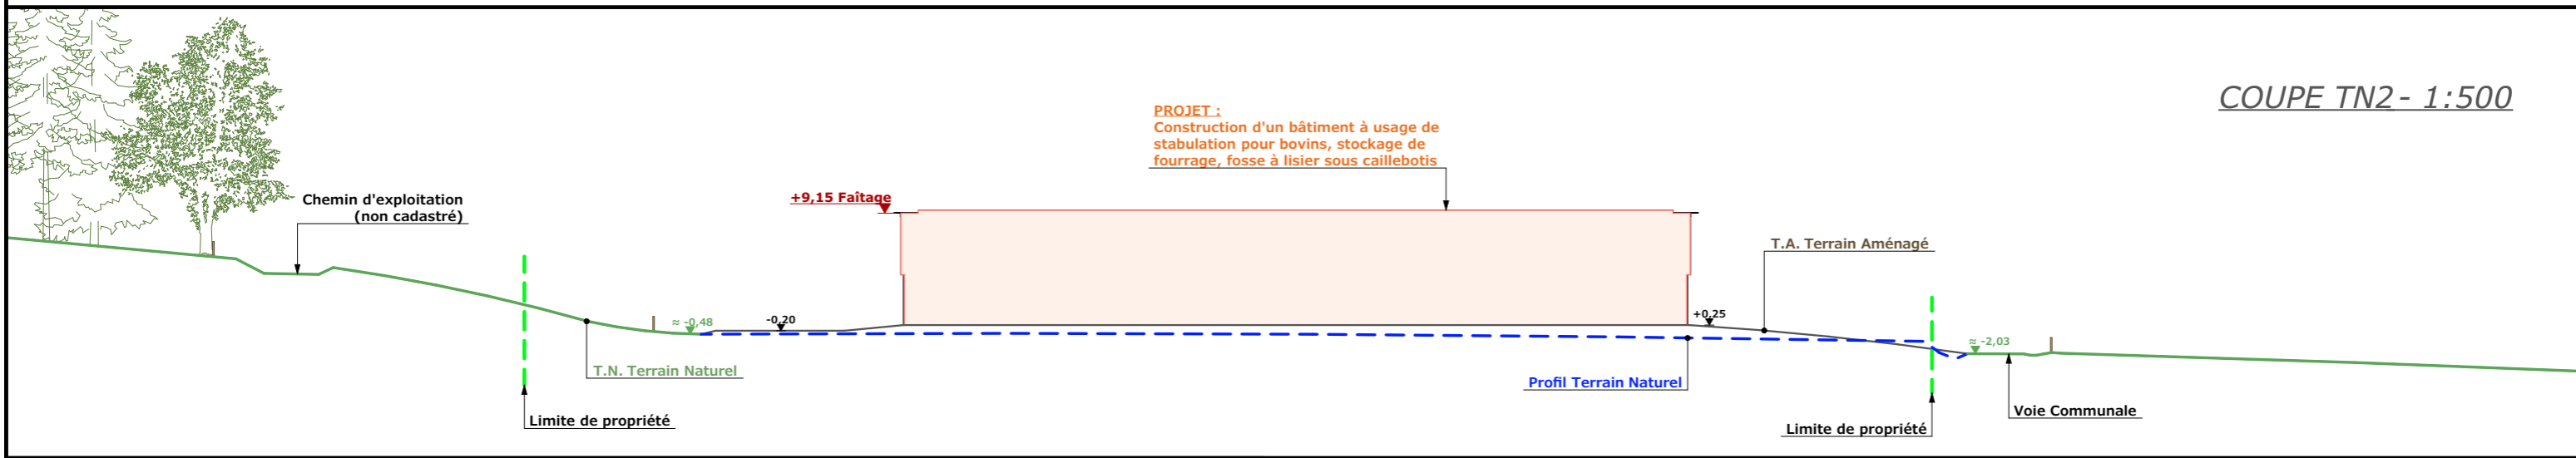 COUPE TN2 - 1:500
PROJET :
Construction d'un bâtiment à usage de
stabulation pour bovins, stockage de
fourrage, fosse à lisier sous caillebotis
Chemin d'exploitation
(non cadastré)
+9,15 Faîtage
T.A. Terrain Aménagé
≈ -0,48
-0,20
+0,25
≈ -2,03
T.N. Terrain Naturel
Profil Terrain Naturel
Limite de propriété
Voie Communale
Limite de propriété